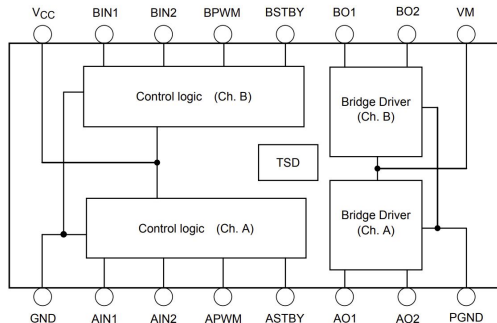 VCC BIN1 BIN2 BPWM BSTBY BO1 BO2 VM
Control logic (Ch. B)
Bridge Driver
(Ch. B)
TSD
Control logic (Ch. A)
Bridge Driver
(Ch. A)
GND AIN1 AIN2 APWM ASTBY AO1 AO2 PGND